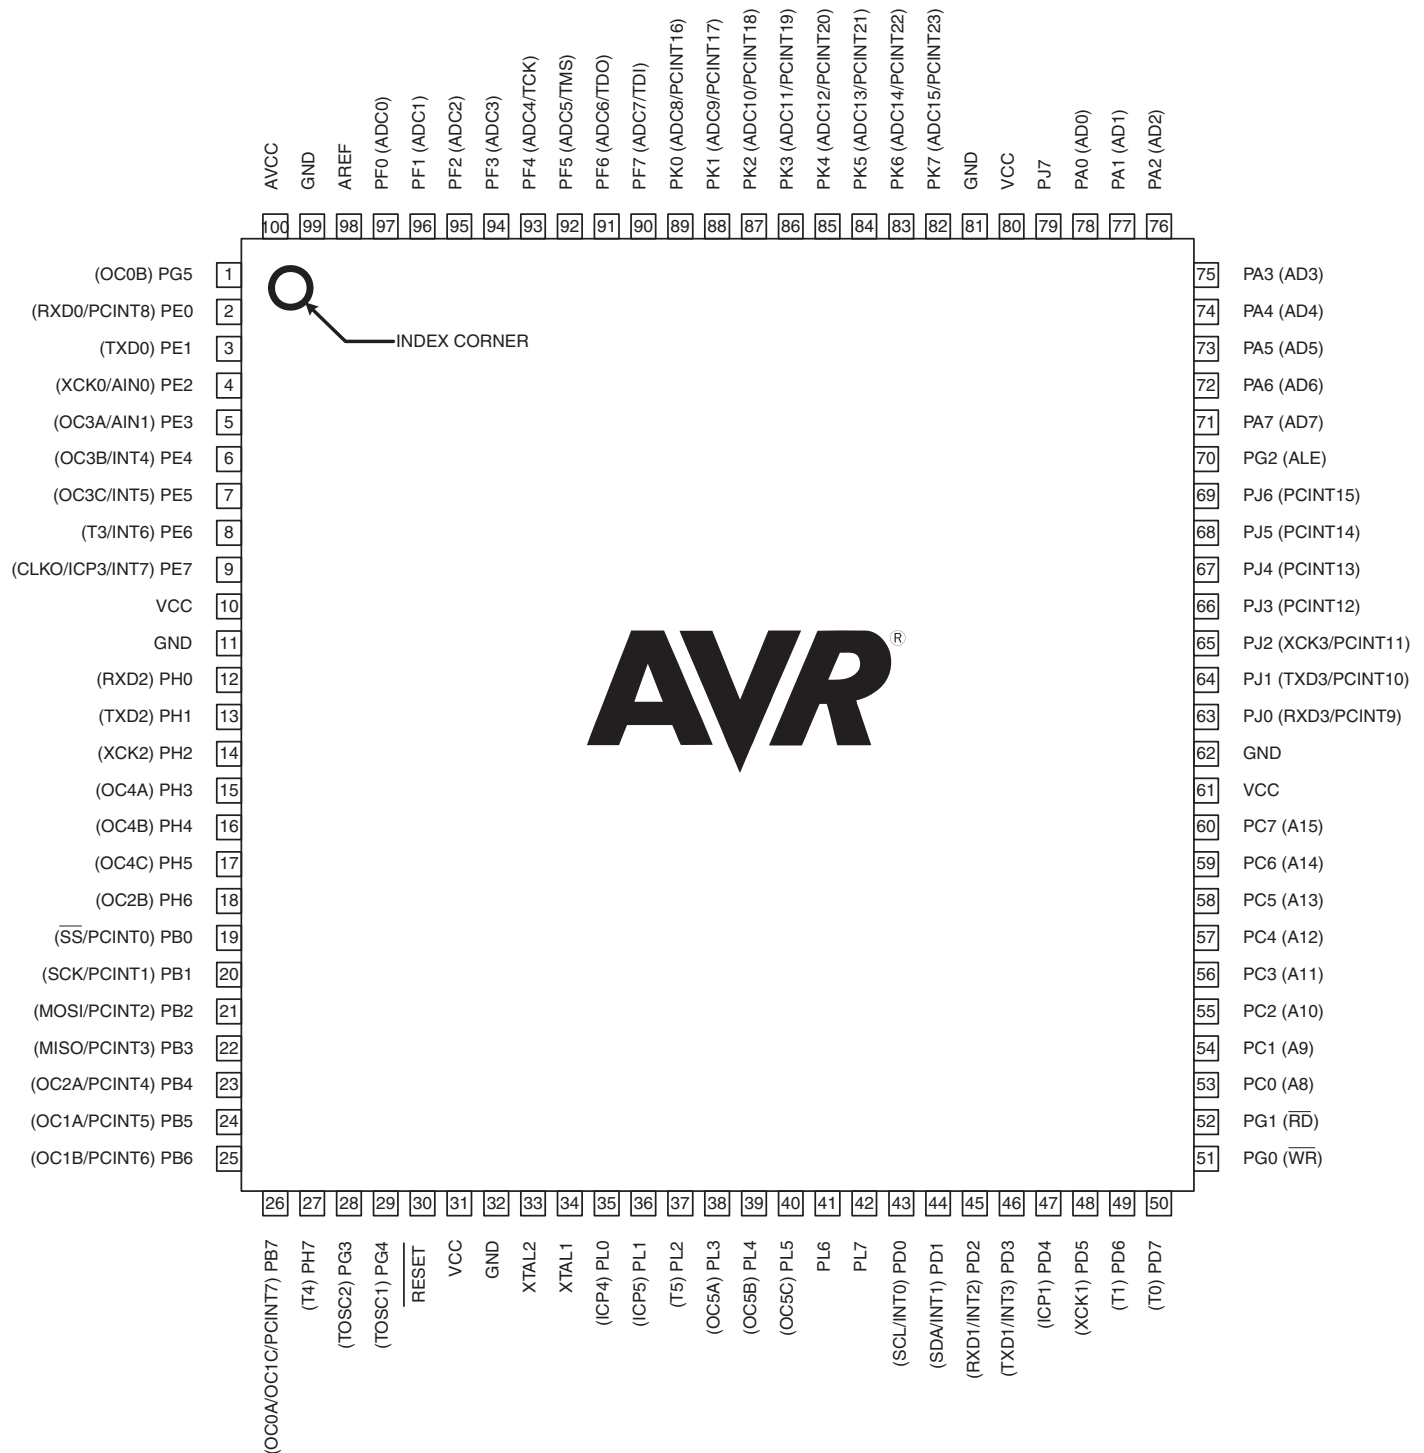 AVCC
GND
AREF
PF0 (ADC0)
PF1 (ADC1)
PF2 (ADC2)
PF3 (ADC3)
PF4 (ADC4/TCK)
PF5 (ADC5/TMS)
PF6 (ADC6/TDO)
PF7 (ADC7/TDI)
PK0 (ADC8/PCINT16)
PK1 (ADC9/PCINT17)
PK2 (ADC10/PCINT18)
PK3 (ADC11/PCINT19)
PK4 (ADC12/PCINT20)
PK5 (ADC13/PCINT21)
PK6 (ADC14/PCINT22)
PK7 (ADC15/PCINT23)
GND
VCC
PJ7
PA0 (AD0)
PA1 (AD1)
PA2 (AD2)
100 99 98 97 96 95 94 93 92 91 90 89 88 87 86 85 84 83 82 81 80 79 78 77 76
(OC0B) PG5 1
(RXD0/PCINT8) PE0 2
(TXD0) PE1 3
(XCK0/AIN0) PE2 4
(OC3A/AIN1) PE3 5
(OC3B/INT4) PE4 6
(OC3C/INT5) PE5 7
(T3/INT6) PE6 8
(CLKO/ICP3/INT7) PE7 9
VCC 10
GND 11
(RXD2) PH0 12
(TXD2) PH1 13
(XCK2) PH2 14
(OC4A) PH3 15
(OC4B) PH4 16
(OC4C) PH5 17
(OC2B) PH6 18
(S̅S̅/PCINT0) PB0 19
(SCK/PCINT1) PB1 20
(MOSI/PCINT2) PB2 21
(MISO/PCINT3) PB3 22
(OC2A/PCINT4) PB4 23
(OC1A/PCINT5) PB5 24
(OC1B/PCINT6) PB6 25
INDEX CORNER
AVR®
75 PA3 (AD3)
74 PA4 (AD4)
73 PA5 (AD5)
72 PA6 (AD6)
71 PA7 (AD7)
70 PG2 (ALE)
69 PJ6 (PCINT15)
68 PJ5 (PCINT14)
67 PJ4 (PCINT13)
66 PJ3 (PCINT12)
65 PJ2 (XCK3/PCINT11)
64 PJ1 (TXD3/PCINT10)
63 PJ0 (RXD3/PCINT9)
62 GND
61 VCC
60 PC7 (A15)
59 PC6 (A14)
58 PC5 (A13)
57 PC4 (A12)
56 PC3 (A11)
55 PC2 (A10)
54 PC1 (A9)
53 PC0 (A8)
52 PG1 (R̅D̅)
51 PG0 (W̅R̅)
26 27 28 29 30 31 32 33 34 35 36 37 38 39 40 41 42 43 44 45 46 47 48 49 50
(OC0A/OC1C/PCINT7) PB7
(T4) PH7
(TOSC2) PG3
(TOSC1) PG4
R̅E̅S̅E̅T̅
VCC
GND
XTAL2
XTAL1
(ICP4) PL0
(ICP5) PL1
(T5) PL2
(OC5A) PL3
(OC5B) PL4
(OC5C) PL5
PL6
PL7
(SCL/INT0) PD0
(SDA/INT1) PD1
(RXD1/INT2) PD2
(TXD1/INT3) PD3
(ICP1) PD4
(XCK1) PD5
(T1) PD6
(T0) PD7